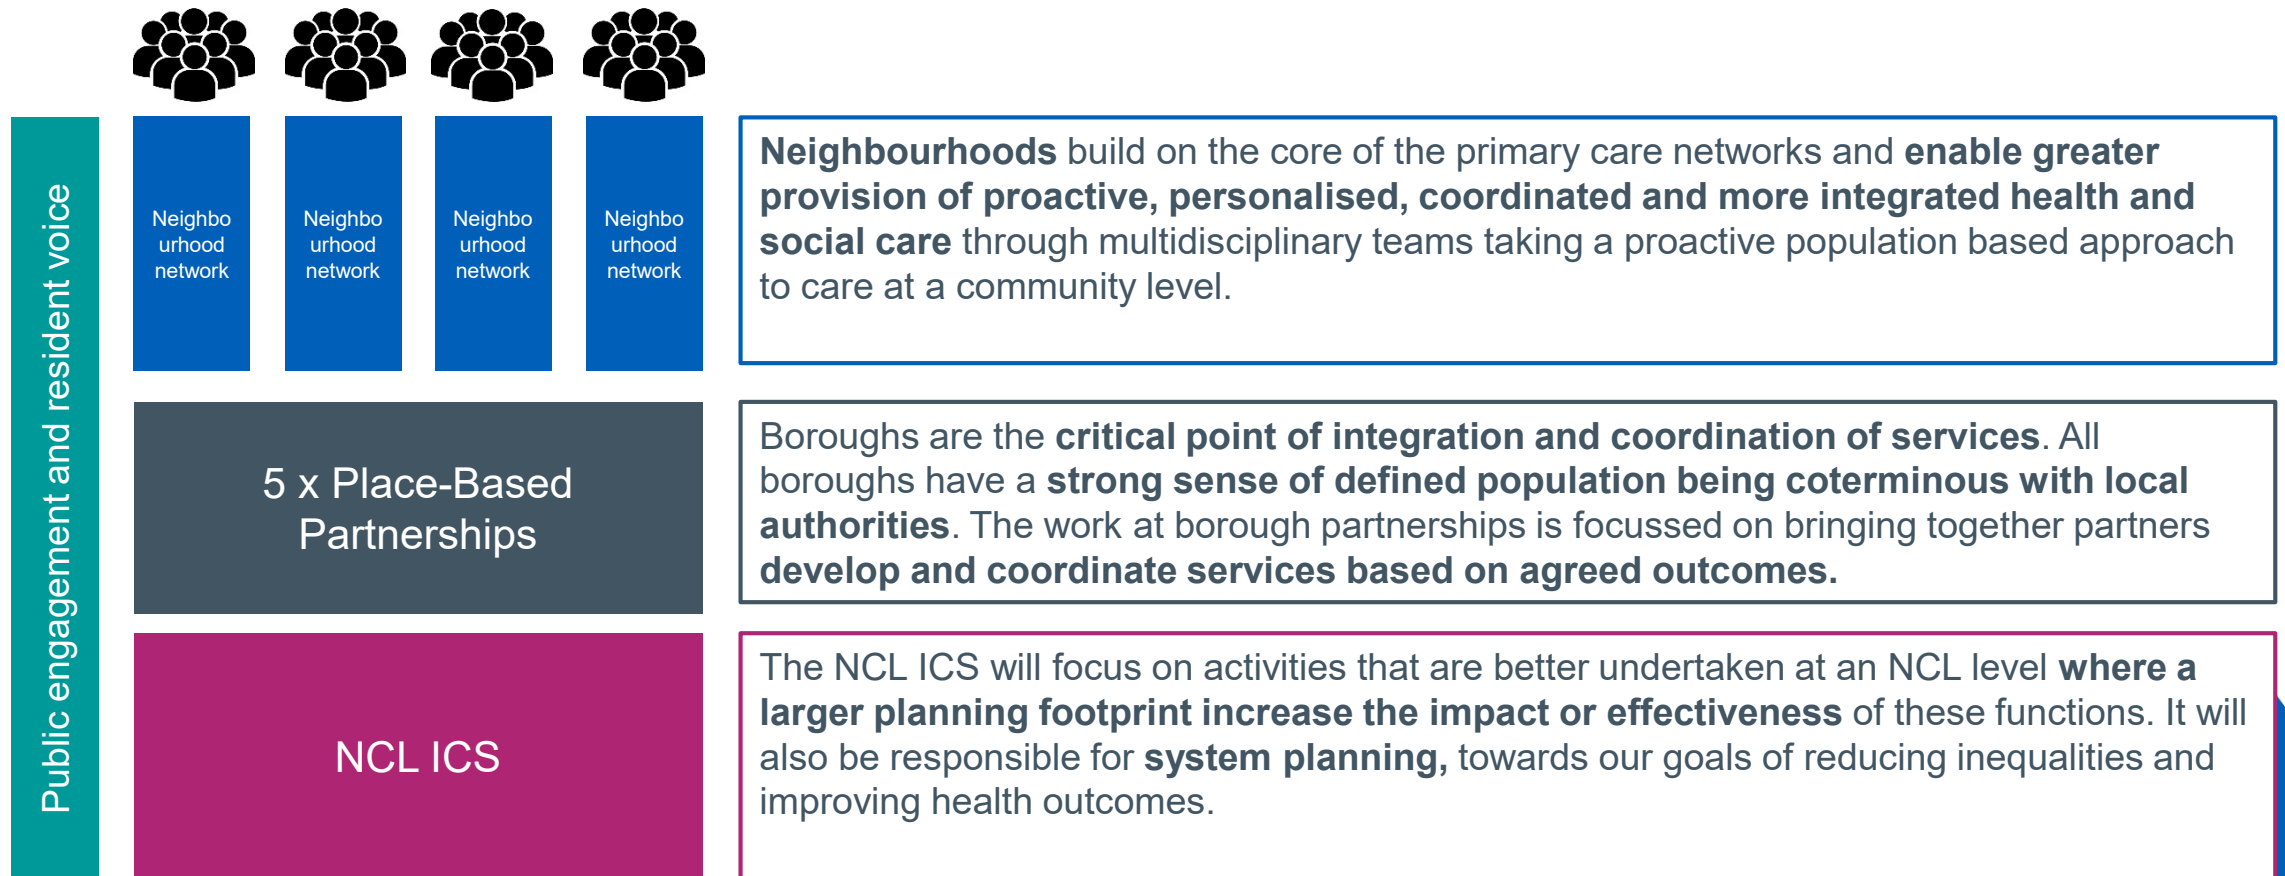 Public engagement and resident voice
Neighbo
urhood
network
Neighbo
urhood
network
Neighbo
urhood
network
Neighbo
urhood
network
Neighbourhoods build on the core of the primary care networks and enable greater
provision of proactive, personalised, coordinated and more integrated health and
social care through multidisciplinary teams taking a proactive population based approach
to care at a community level.
5 x Place-Based
Partnerships
Boroughs are the critical point of integration and coordination of services. All
boroughs have a strong sense of defined population being coterminous with local
authorities. The work at borough partnerships is focussed on bringing together partners
develop and coordinate services based on agreed outcomes.
NCL ICS
The NCL ICS will focus on activities that are better undertaken at an NCL level where a
larger planning footprint increase the impact or effectiveness of these functions. It will
also be responsible for system planning, towards our goals of reducing inequalities and
improving health outcomes.